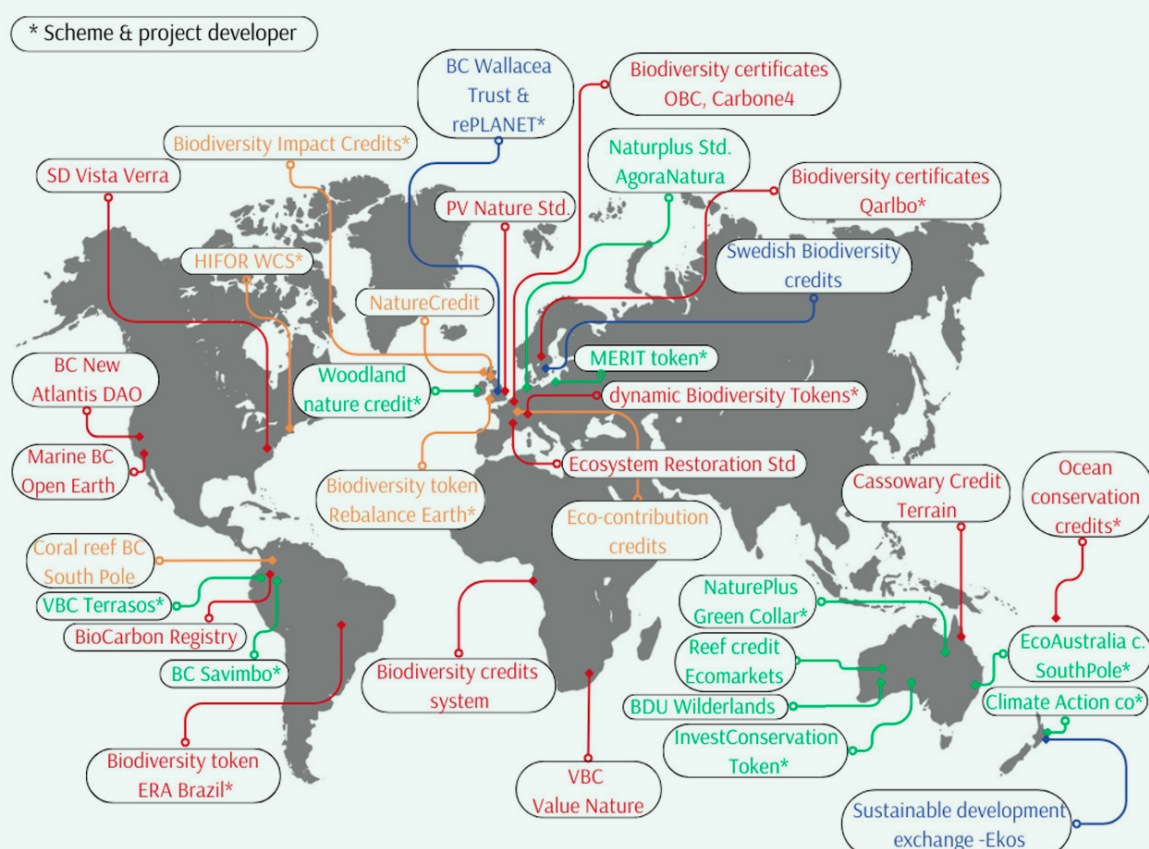 * Scheme & project developer
BC Wallacea
Trust &
rePLANET*
Biodiversity certificates
OBC, Carbone4
Biodiversity Impact Credits*
Naturplus Std.
AgoraNatura
SD Vista Verra
PV Nature Std.
Biodiversity certificates
Qarlbo*
HIFOR WCS*
Swedish Biodiversity
credits
NatureCredit
BC New
Atlantis DAO
Woodland
nature credit*
MERIT token*
dynamic Biodiversity Tokens*
Marine BC
Open Earth
Biodiversity token
Rebalance Earth*
Ecosystem Restoration Std
Eco-contribution
credits
Cassowary Credit
Terrain
Ocean
conservation
credits*
Coral reef BC
South Pole
VBC Terrasos*
BioCarbon Registry
BC Savimbo*
Biodiversity credits
system
NaturePlus
Green Collar*
Reef credit
Ecomarkets
EcoAustralia c.
SouthPole*
BDU Wilderlands
Climate Action co*
InvestConservation
Token*
Biodiversity token
ERA Brazil*
VBC
Value Nature
Sustainable development
exchange -Ekos